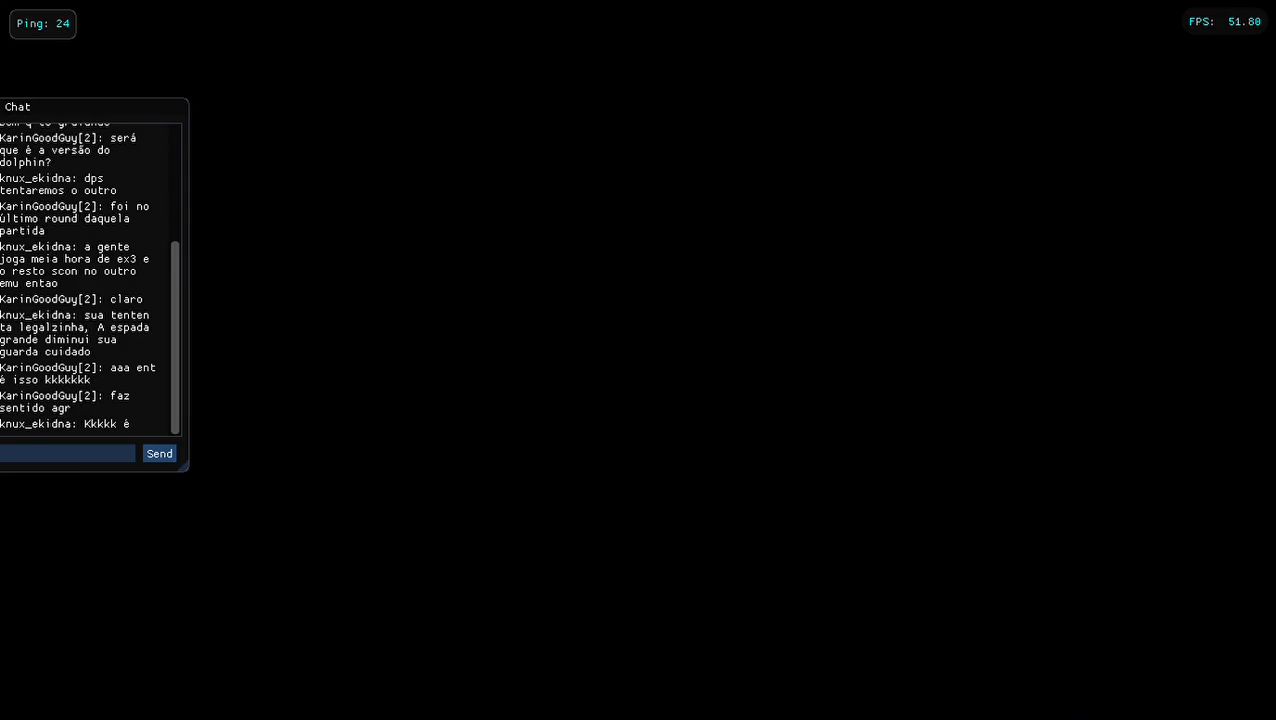 Ping: 24
FPS: 51.80
Chat
KarinGoodGuy[2]: será
que é a versão do
dolphin?
knux_ekidna: dps
tentaremos o outro
KarinGoodGuy[2]: foi no
último round daquela
partida
knux_ekidna: a gente
joga meia hora de ex3 e
o resto scon no outro
emu entao
KarinGoodGuy[2]: claro
knux_ekidna: sua tenten
ta legalzinha, A espada
grande diminui sua
guarda cuidado
KarinGoodGuy[2]: aaa ent
é isso kkkkkkk
KarinGoodGuy[2]: faz
sentido agr
knux_ekidna: Kkkkk é
Send